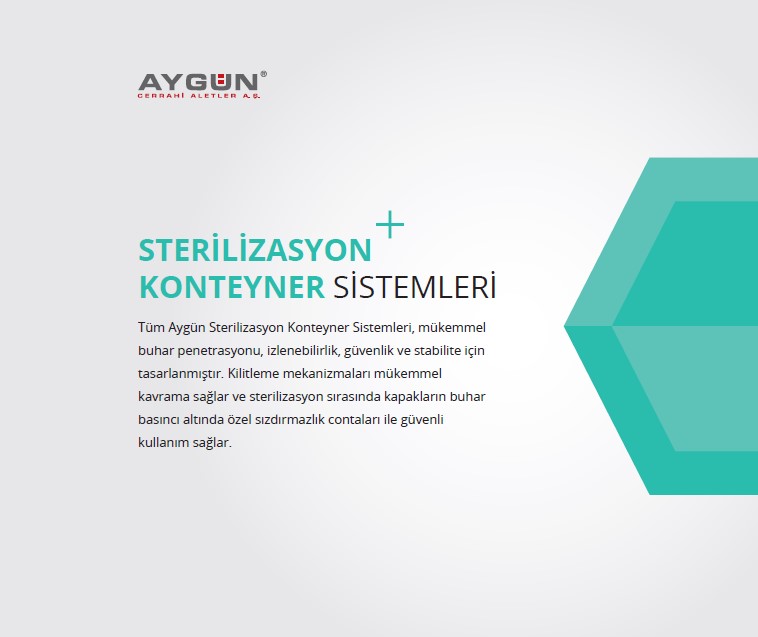 AYGÜN®
CERRAHİ ALETLER A.Ş.
STERİLİZASYON
KONTEYNER SİSTEMLERİ
Tüm Aygün Sterilizasyon Konteyner Sistemleri, mükemmel
buhar penetrasyonu, izlenebilirlik, güvenlik ve stabilite için
tasarlanmıştır. Kilitleme mekanizmaları mükemmel
kavrama sağlar ve sterilizasyon sırasında kapakların buhar
basıncı altında özel sızdırmazlık contaları ile güvenli
kullanım sağlar.